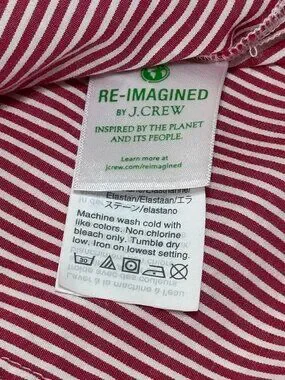 RE-IMAGINED
BY J.CREW
INSPIRED BY THE PLANET
AND ITS PEOPLE.
Learn more at
jcrew.com/reimagined
Elastan/Elastaan/エラ
ステーン/elastano
Machine wash cold with
like colors. Non chlorine
bleach only. Tumble dry
low. Iron on lowest setting.